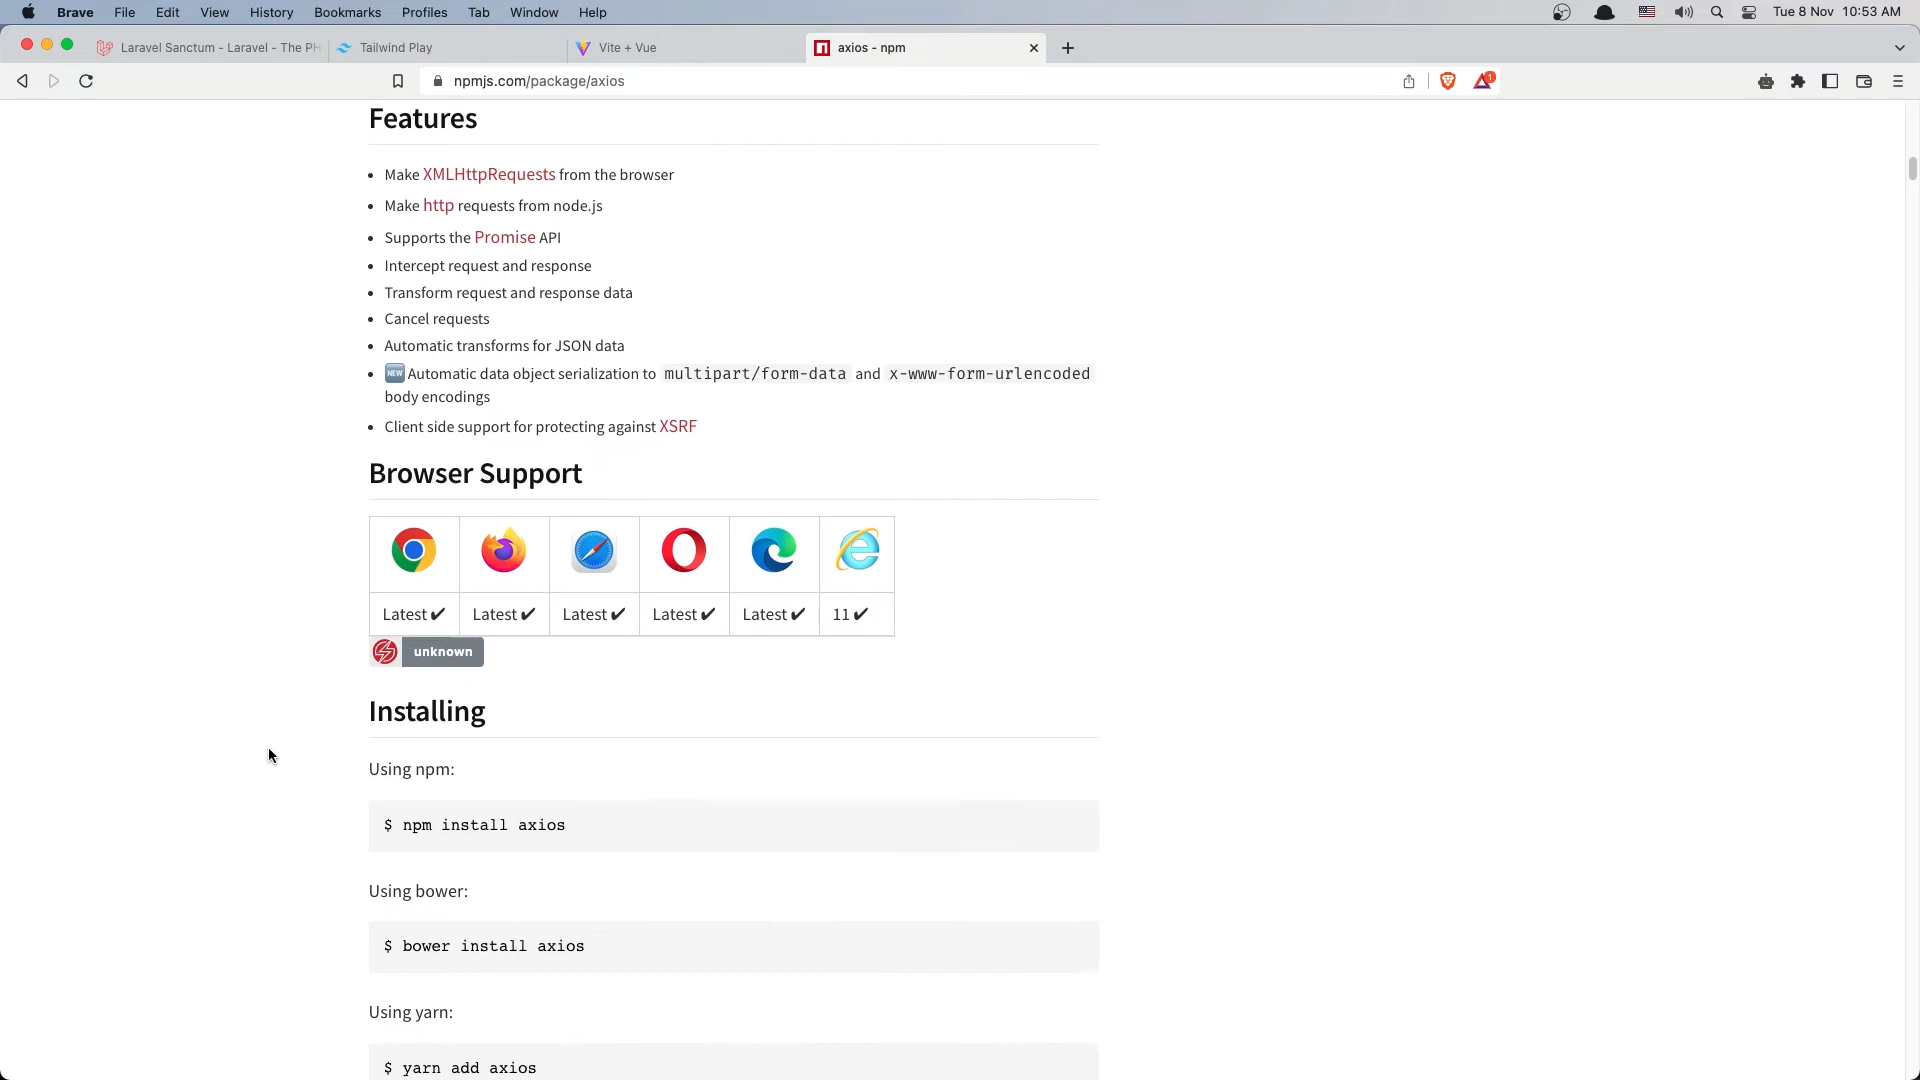 Brave File Edit View History Bookmarks Profiles Tab Window Help Tue 8 Nov 10:53 AM
Laravel Sanctum - Laravel - The PH Tailwind Play Vite + Vue axios - npm
npmjs.com/package/axios 1
Features
• Make XMLHttpRequests from the browser
• Make http requests from node.js
• Supports the Promise API
• Intercept request and response
• Transform request and response data
• Cancel requests
• Automatic transforms for JSON data
• 🆕 Automatic data object serialization to multipart/form-data and x-www-form-urlencoded
body encodings
• Client side support for protecting against XSRF
Browser Support
Latest ✔ Latest ✔ Latest ✔ Latest ✔ Latest ✔ 11 ✔
unknown
Installing
Using npm:
$ npm install axios
Using bower:
$ bower install axios
Using yarn:
$ yarn add axios